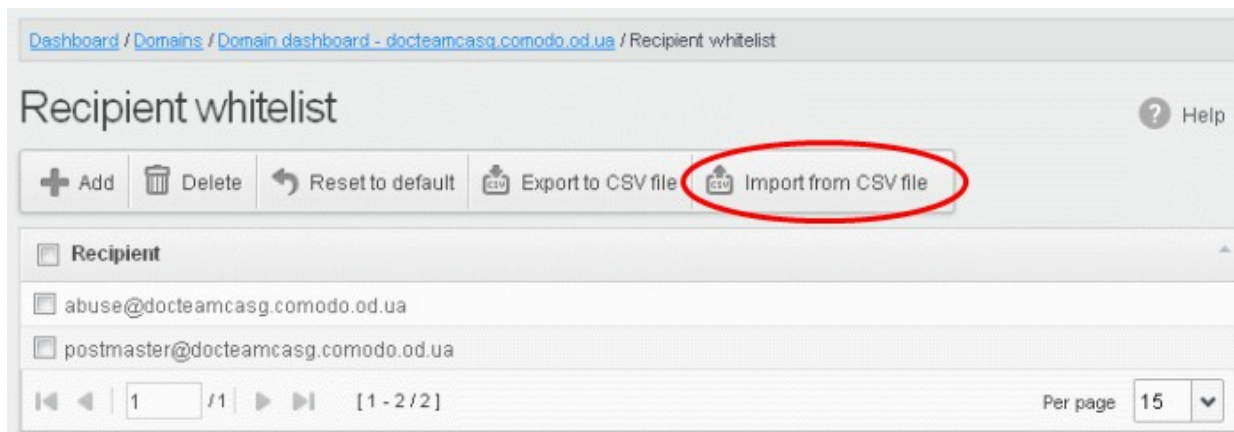 Dashboard / Domains / Domain dashboard - docteamcasg.comodo.od.ua / Recipient whitelist
Recipient whitelist
? Help
Add Delete Reset to default CSV Export to CSV file CSV Import from CSV file
Recipient
abuse@docteamcasg.comodo.od.ua
postmaster@docteamcasg.comodo.od.ua
1 /1 [1 - 2 / 2] Per page 15